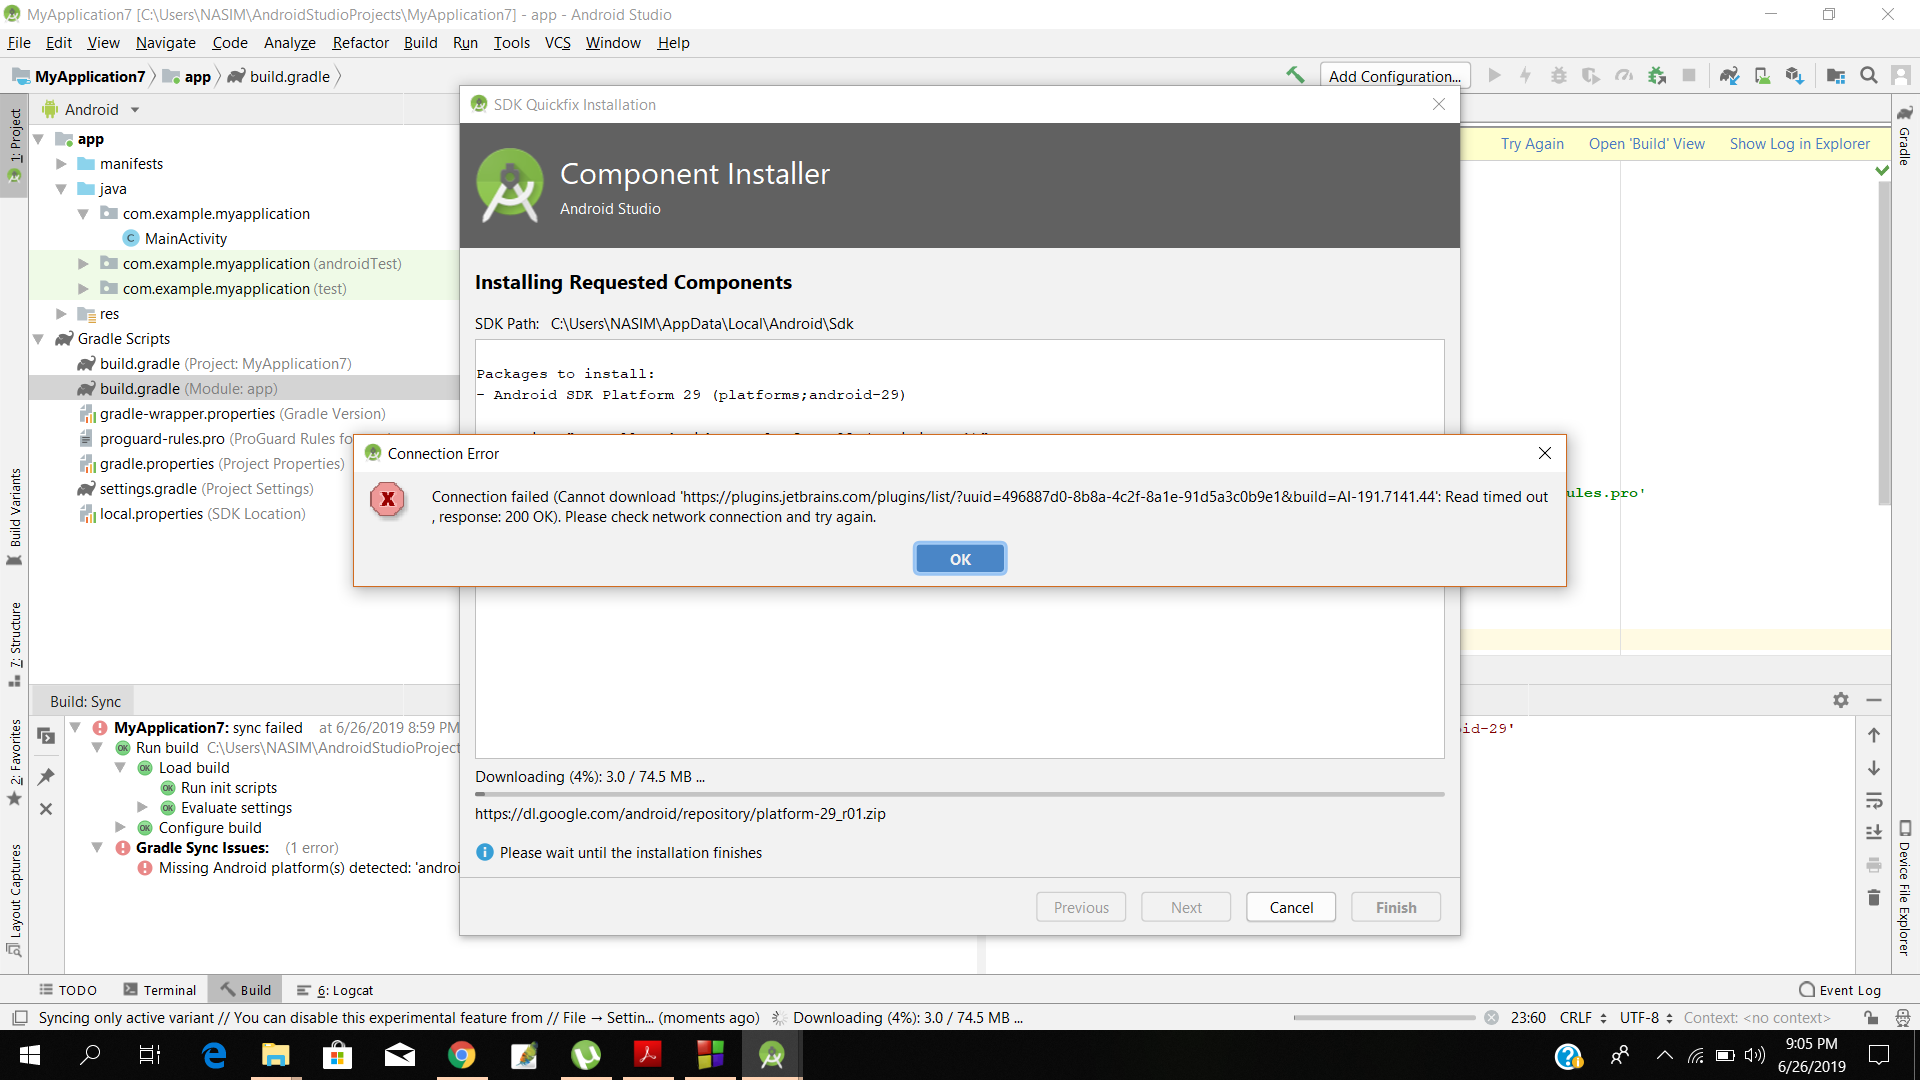 MyApplication7 [C:\Users\NASIM\AndroidStudioProjects\MyApplication7] - app - Android Studio
File Edit View Navigate Code Analyze Refactor Build Run Tools VCS Window Help
MyApplication7 app build.gradle
Add Configuration...
1: Project
Build Variants
7: Structure
2: Favorites
Layout Captures
Android
app
manifests
java
com.example.myapplication
MainActivity
com.example.myapplication (androidTest)
com.example.myapplication (test)
res
Gradle Scripts
build.gradle (Project: MyApplication7)
build.gradle (Module: app)
gradle-wrapper.properties (Gradle Version)
proguard-rules.pro (ProGuard Rules fo
gradle.properties (Project Properties)
settings.gradle (Project Settings)
local.properties (SDK Location)
Try Again Open 'Build' View Show Log in Explorer
Gradle
Device File Explorer
SDK Quickfix Installation
Component Installer
Android Studio
Installing Requested Components
SDK Path: C:\Users\NASIM\AppData\Local\Android\Sdk
Packages to install:
- Android SDK Platform 29 (platforms;android-29)
Connection Error
Connection failed (Cannot download 'https://plugins.jetbrains.com/plugins/list/?uuid=496887d0-8b8a-4c2f-8a1e-91d5a3c0b9e1&build=AI-191.7141.44': Read timed out
, response: 200 OK). Please check network connection and try again.
OK
ules.pro'
Downloading (4%): 3.0 / 74.5 MB ...
https://dl.google.com/android/repository/platform-29_r01.zip
Please wait until the installation finishes
Previous Next Cancel Finish
Build: Sync
MyApplication7: sync failed at 6/26/2019 8:59 PM
Run build C:\Users\NASIM\AndroidStudioProject
Load build
Run init scripts
Evaluate settings
Configure build
Gradle Sync Issues: (1 error)
Missing Android platform(s) detected: 'androi
id-29'
TODO Terminal Build 6: Logcat Event Log
Syncing only active variant // You can disable this experimental feature from // File → Settin... (moments ago) Downloading (4%): 3.0 / 74.5 MB ... 23:60 CRLF UTF-8 Context: <no context>
9:05 PM
6/26/2019